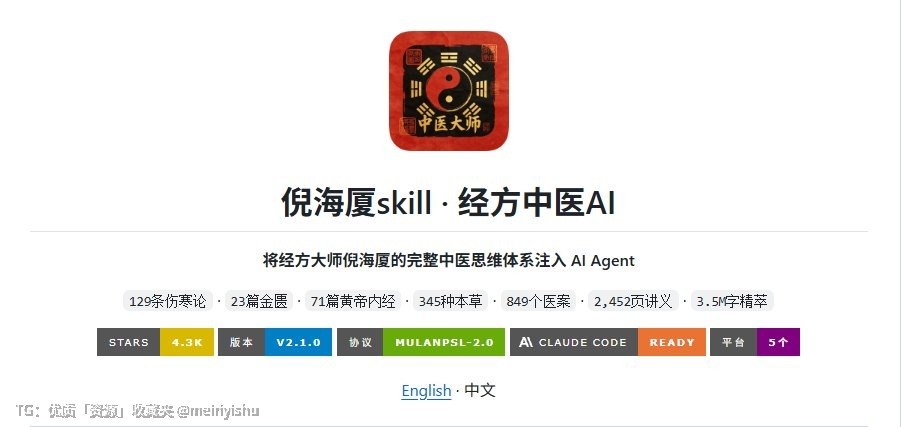 中医大师
倪海厦skill · 经方中医AI
将经方大师倪海厦的完整中医思维体系注入 AI Agent
129条伤寒论 · 23篇金匮 · 71篇黄帝内经 · 345种本草 · 849个医案 · 2,452页讲义 · 3.5M字精萃
STARS 4.3K 版本 V2.1.0 协议 MULANPSL-2.0 CLAUDE CODE READY 平台 5个
English · 中文
TG: 优质「资源」收藏夹 @meiriyishu